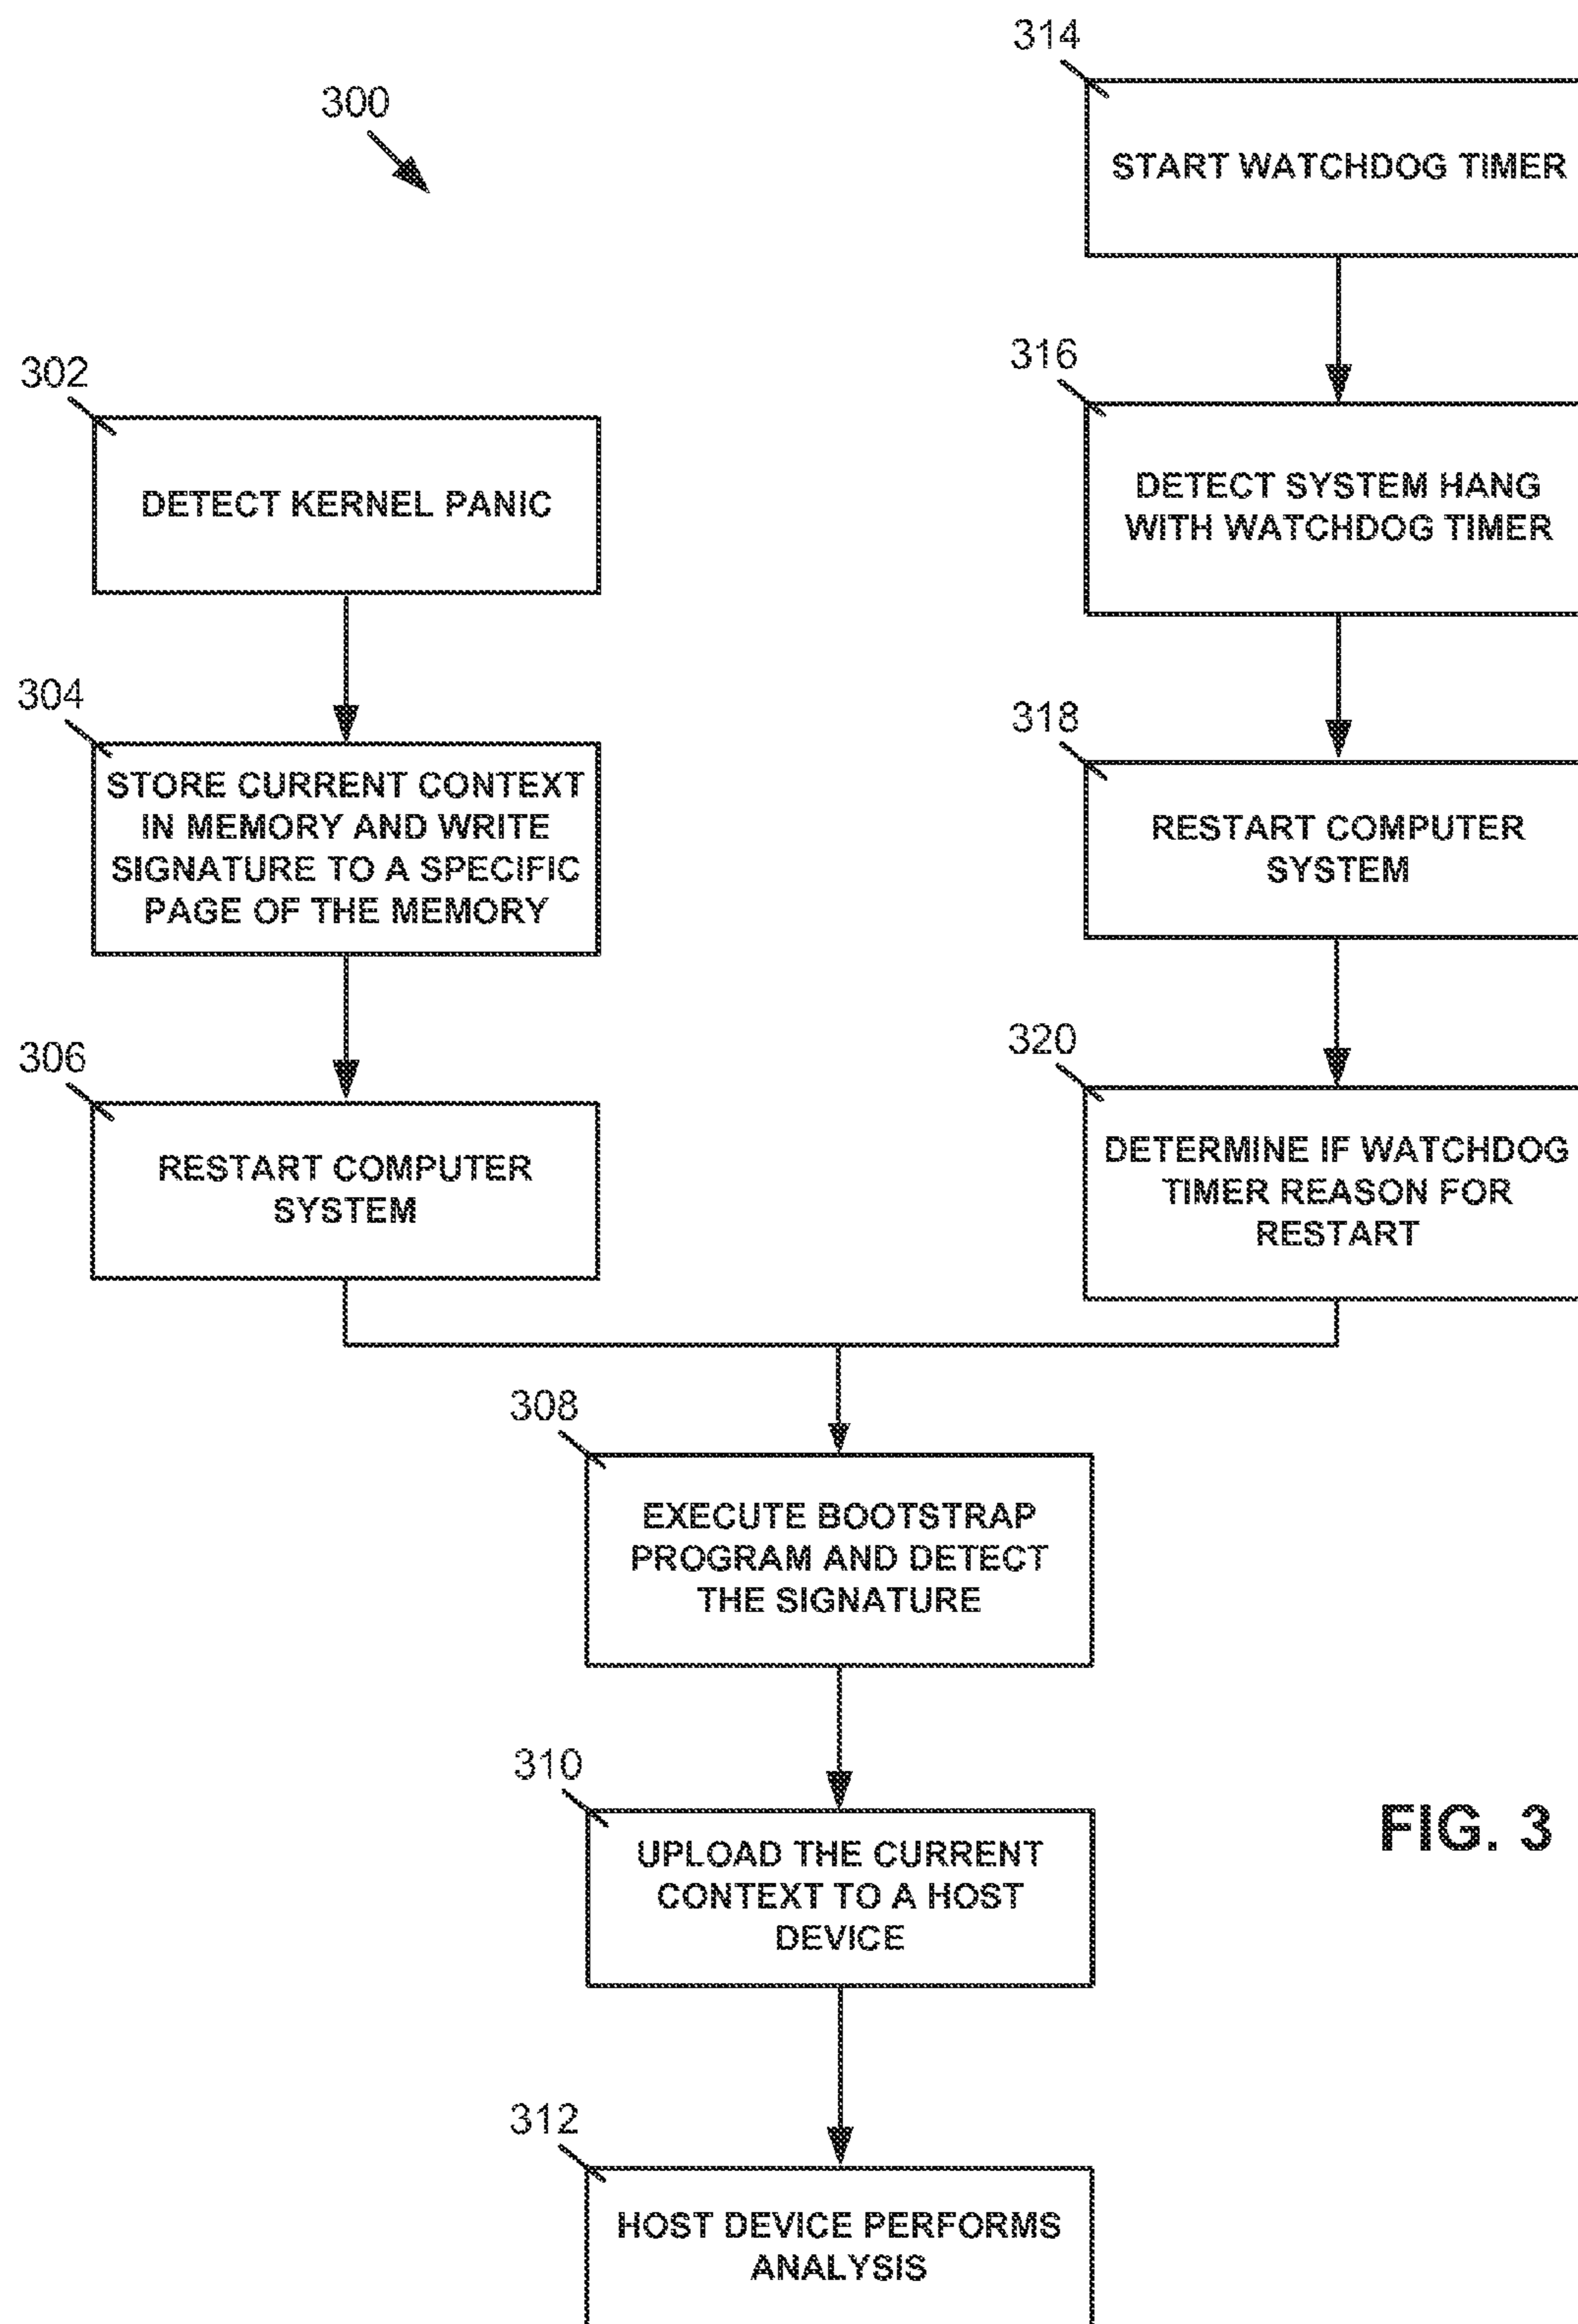 300
302
DETECT KERNEL PANIC
304
STORE CURRENT CONTEXT
IN MEMORY AND WRITE
SIGNATURE TO A SPECIFIC
PAGE OF THE MEMORY
306
RESTART COMPUTER
SYSTEM
314
START WATCHDOG TIMER
316
DETECT SYSTEM HANG
WITH WATCHDOG TIMER
318
RESTART COMPUTER
SYSTEM
320
DETERMINE IF WATCHDOG
TIMER REASON FOR
RESTART
308
EXECUTE BOOTSTRAP
PROGRAM AND DETECT
THE SIGNATURE
310
UPLOAD THE CURRENT
CONTEXT TO A HOST
DEVICE
312
HOST DEVICE PERFORMS
ANALYSIS
FIG. 3